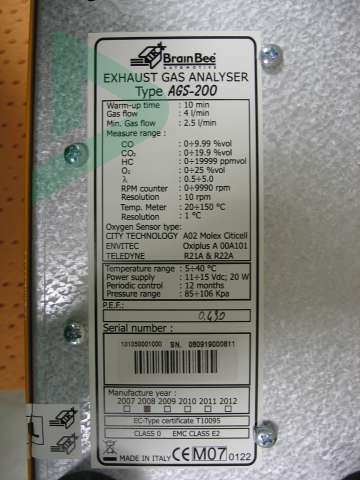 BrainBee
AUTOMOTIVE
EXHAUST GAS ANALYSER
Type AGS-200
Warm-up time : 10 min
Gas flow : 4 l/min
Min. Gas flow : 2.5 l/min
Measure range :
CO : 0÷9.99 %vol
CO₂ : 0÷19.9 %vol
HC : 0÷19999 ppmvol
O₂ : 0÷25 %vol
λ : 0.5÷5.0
RPM counter : 0÷9990 rpm
Resolution : 10 rpm
Temp. Meter : 20÷150 °C
Resolution : 1 °C
Oxygen Sensor type:
CITY TECHNOLOGY A02 Molex Citicell
ENVITEC Oxiplus A 00A101
TELEDYNE R21A & R22A
Temperature range : 5÷40 °C
Power supply : 11÷15 Vdc; 20 W
Periodic control : 12 months
Pressure range : 85÷106 Kpa
P.E.F.:
0,490
Serial number :
101050001000 SN. 080919000811
Manufacture year :
2007 2008 2009 2010 2011 2012
EC-Type certificate T10095
CLASS 0 EMC CLASS E2
MADE IN ITALY CE M07 0122